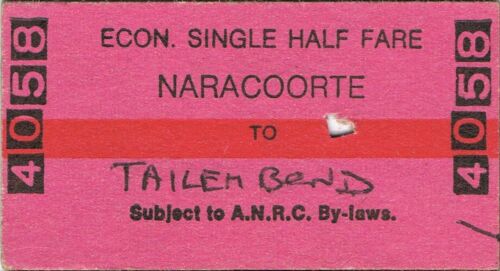 ECON. SINGLE HALF FARE
NARACOORTE
TO
TAILEM BEND
Subject to A.N.R.C. By-laws.
4058
4058